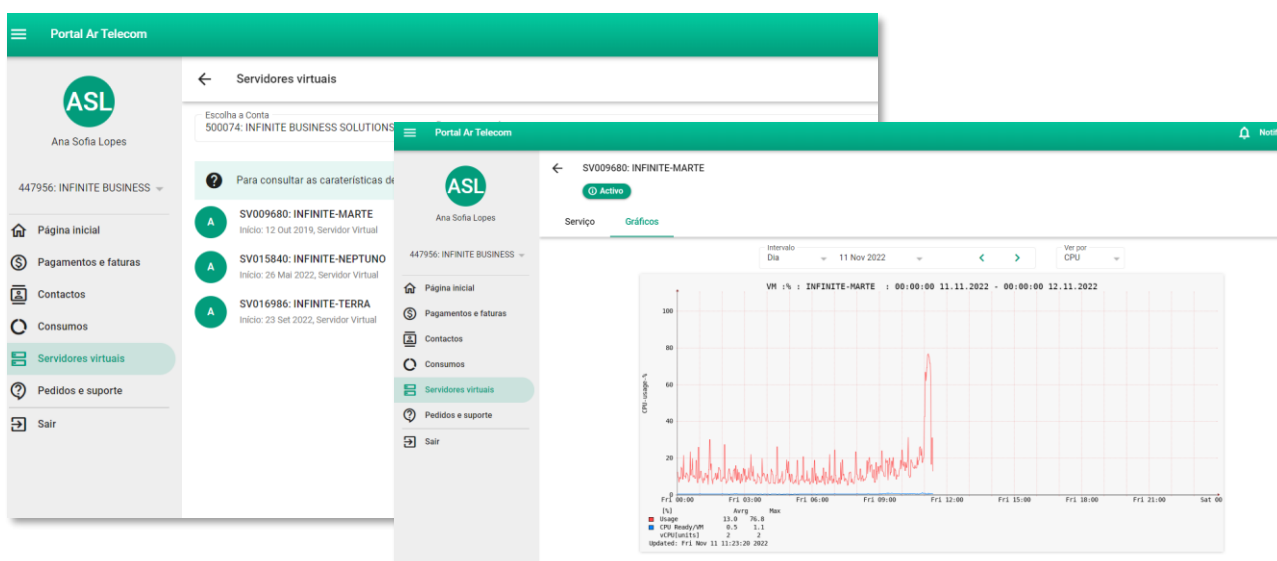 Portal Ar Telecom
ASL
Ana Sofia Lopes
447956: INFINITE BUSINESS
Página inicial
Pagamentos e faturas
Contactos
Consumos
Servidores virtuais
Pedidos e suporte
Sair
Servidores virtuais
Escolha a Conta
500074: INFINITE BUSINESS SOLUTIONS
Para consultar as caraterísticas de
A
SV009680: INFINITE-MARTE
Início: 12 Out 2019, Servidor Virtual
A
SV015840: INFINITE-NEPTUNO
Início: 26 Mai 2022, Servidor Virtual
A
SV016986: INFINITE-TERRA
Início: 23 Set 2022, Servidor Virtual
Portal Ar Telecom
Notif
ASL
Ana Sofia Lopes
447956: INFINITE BUSINESS
Página inicial
Pagamentos e faturas
Contactos
Consumos
Servidores virtuais
Pedidos e suporte
Sair
SV009680: INFINITE-MARTE
Activo
Serviço Gráficos
Intervalo
Dia 11 Nov 2022
Ver por
CPU
VM :% : INFINITE-MARTE : 00:00:00 11.11.2022 - 00:00:00 12.11.2022
CPU-usage-%
100
80
60
40
20
0
Fri 00:00 Fri 03:00 Fri 06:00 Fri 09:00 Fri 12:00 Fri 15:00 Fri 18:00 Fri 21:00 Sat 00
[%] Avrg Max
Usage 13.0 76.8
CPU Ready/VM 0.5 1.1
vCPU[units] 2 2
Updated: Fri Nov 11 11:23:20 2022